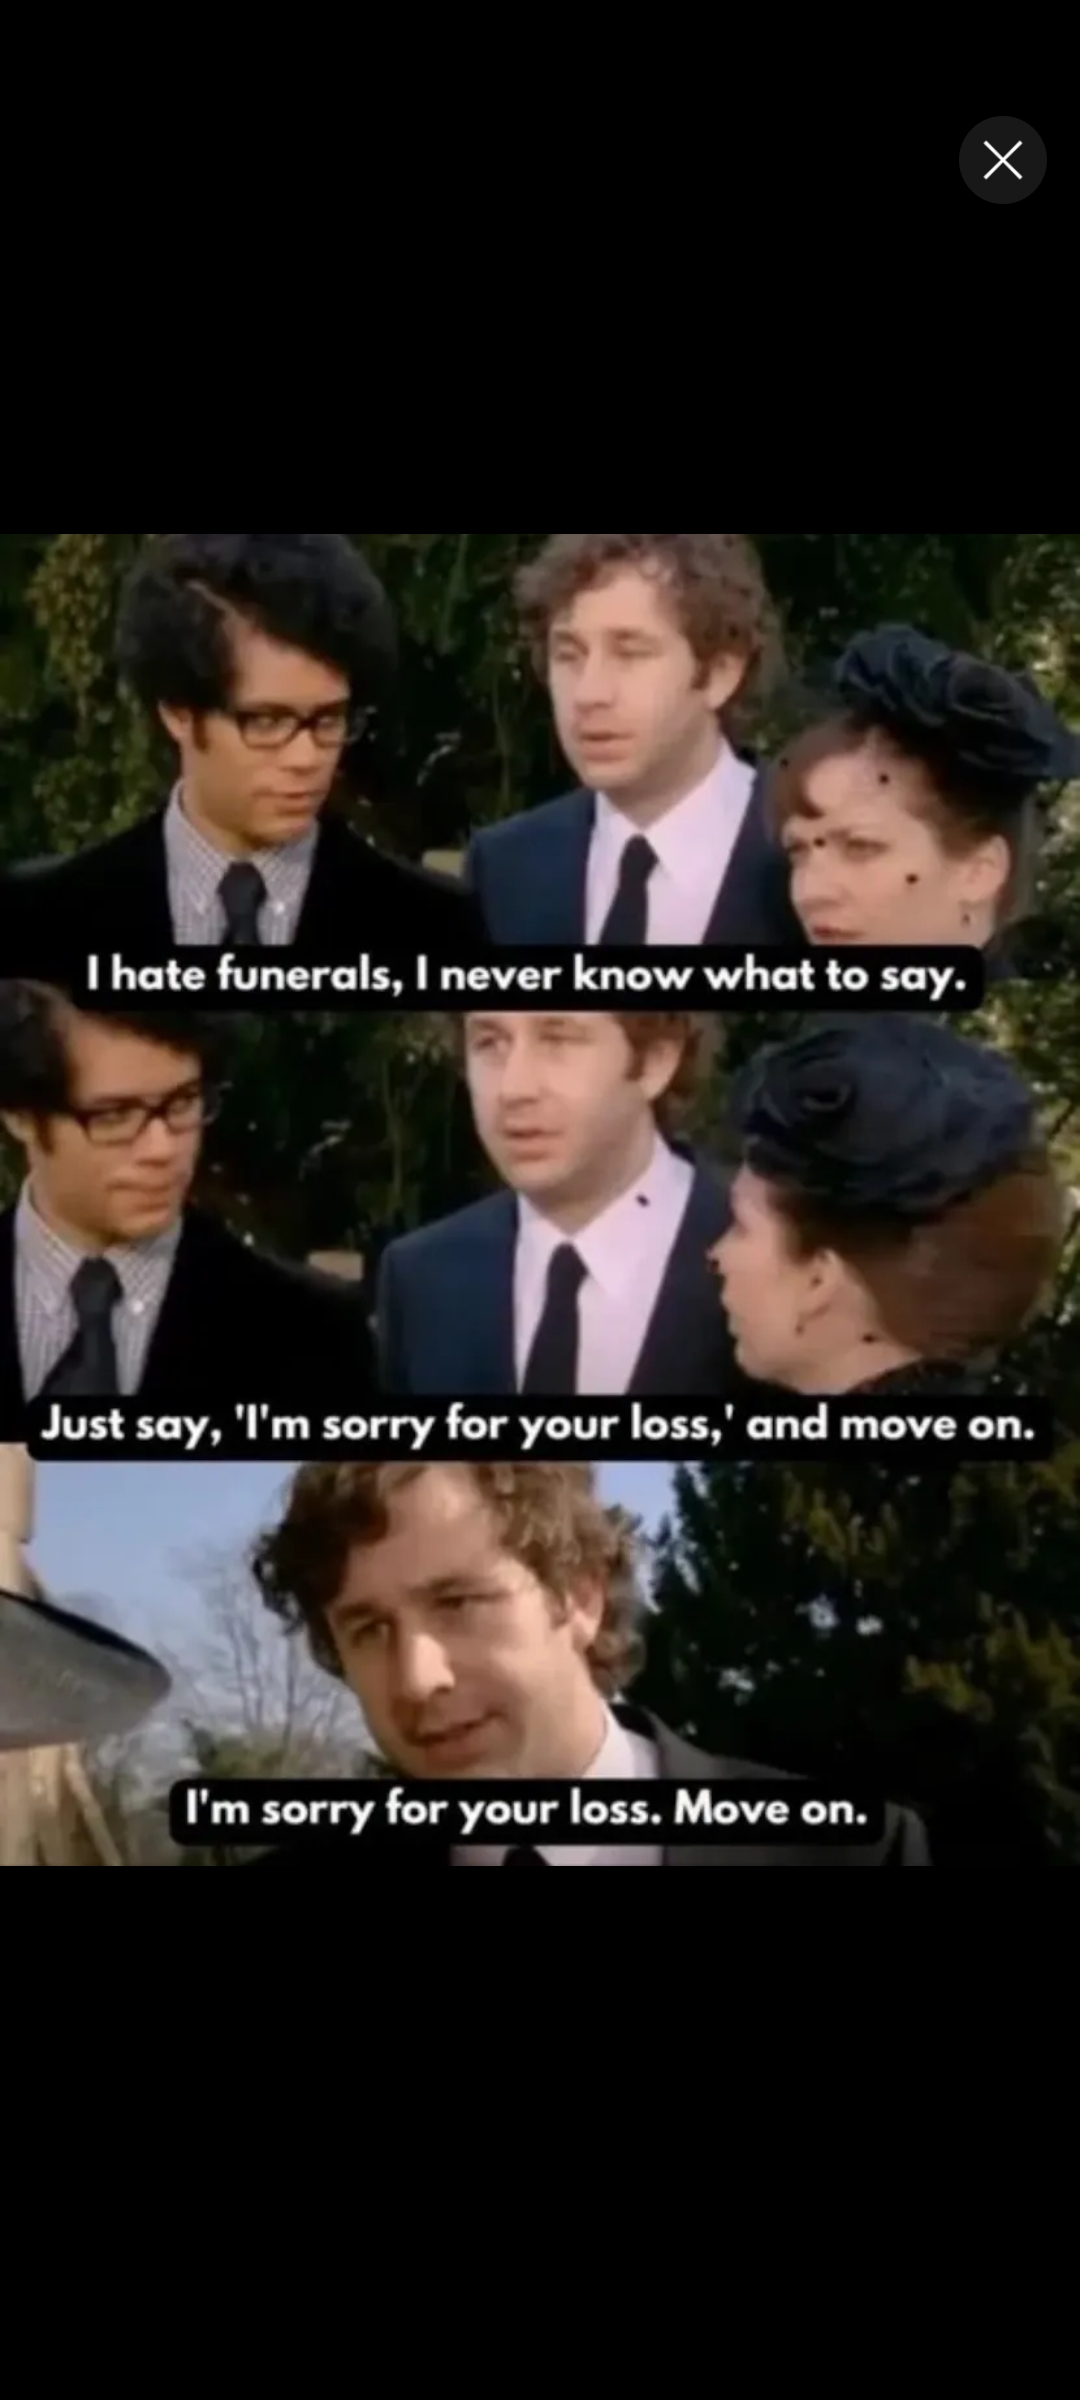 I hate funerals, I never know what to say.
Just say, 'I'm sorry for your loss,' and move on.
I'm sorry for your loss. Move on.